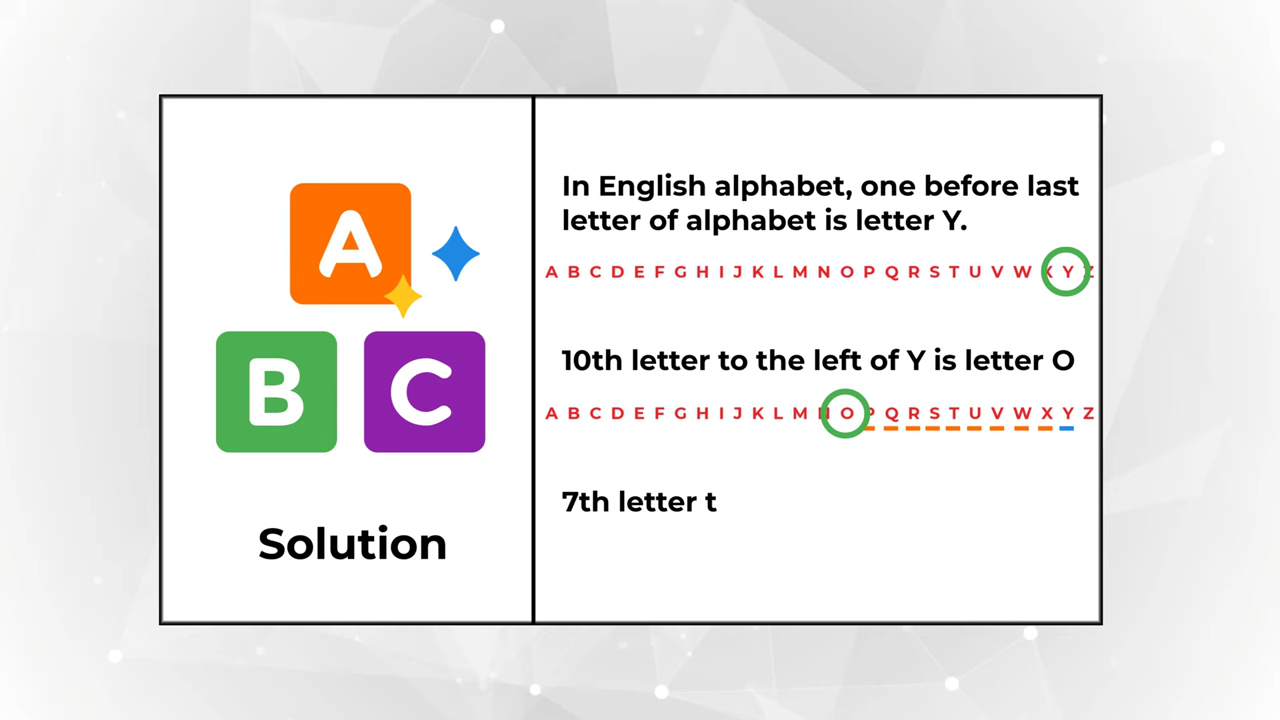 A
B C
Solution
In English alphabet, one before last
letter of alphabet is letter Y.
A B C D E F G H I J K L M N O P Q R S T U V W X Y Z
10th letter to the left of Y is letter O
A B C D E F G H I J K L M N O P Q R S T U V W X Y Z
7th letter t